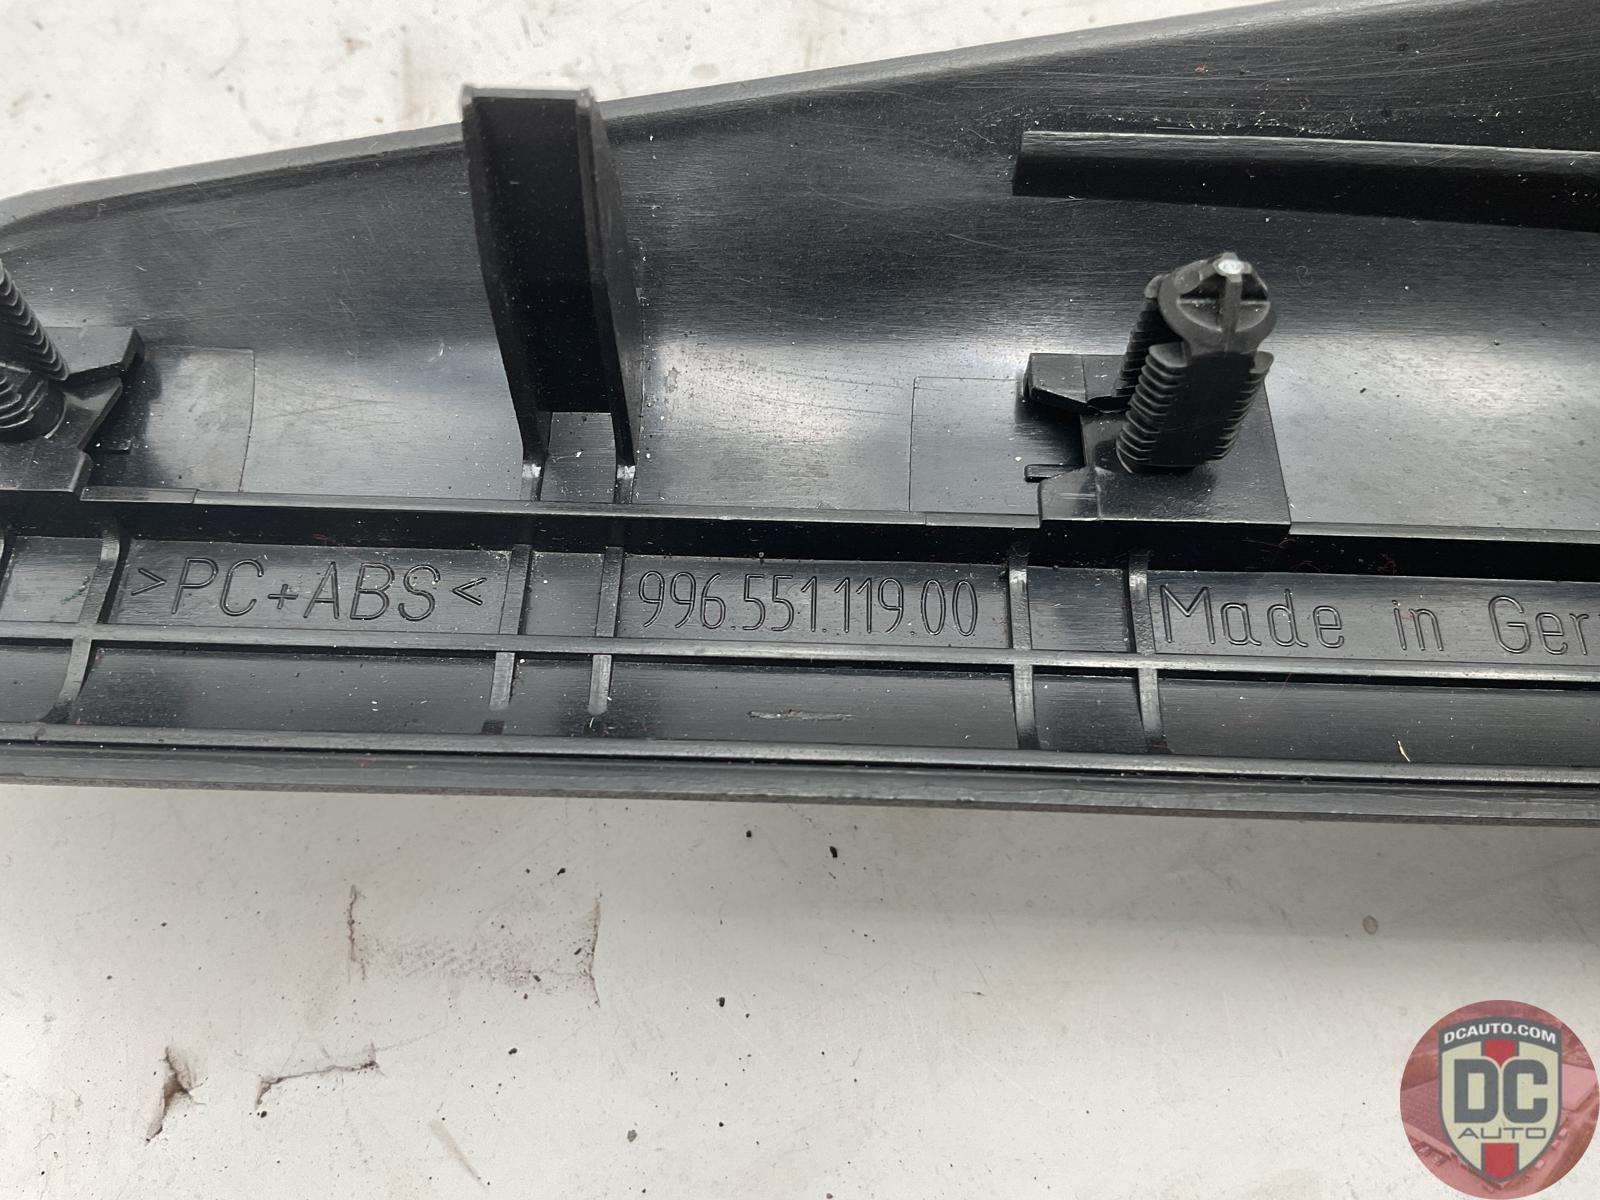 >PC+ABS<
996.551.119.00
Made in Ger
DCAUTO.COM
DC
AUTO